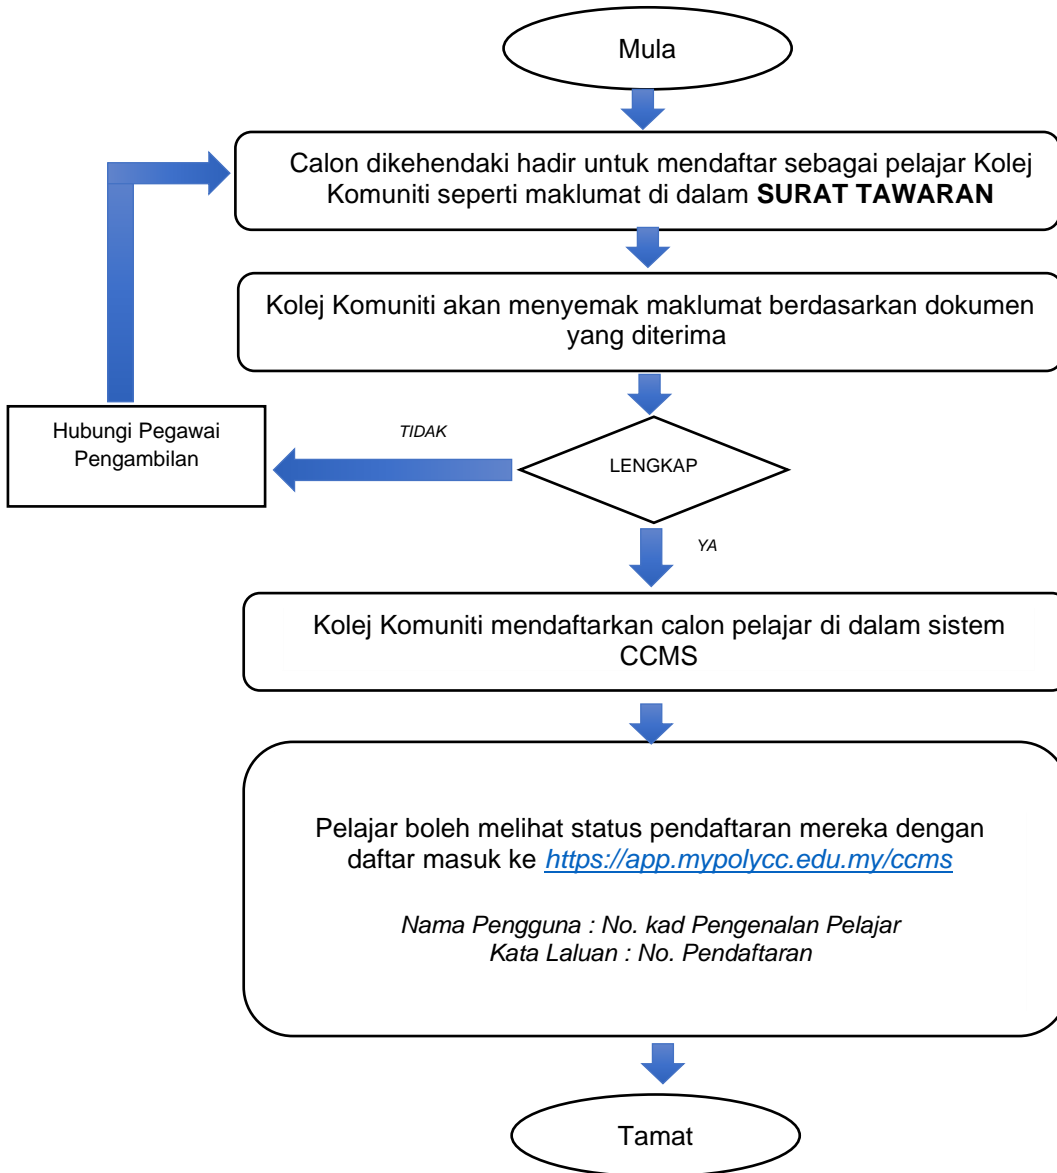 Mula
Calon dikehendaki hadir untuk mendaftar sebagai pelajar Kolej
Komuniti seperti maklumat di dalam SURAT TAWARAN
Kolej Komuniti akan menyemak maklumat berdasarkan dokumen
yang diterima
Hubungi Pegawai
Pengambilan
TIDAK
LENGKAP
YA
Kolej Komuniti mendaftarkan calon pelajar di dalam sistem
CCMS
Pelajar boleh melihat status pendaftaran mereka dengan
daftar masuk ke https://app.mypolycc.edu.my/ccms
Nama Pengguna : No. kad Pengenalan Pelajar
Kata Laluan : No. Pendaftaran
Tamat